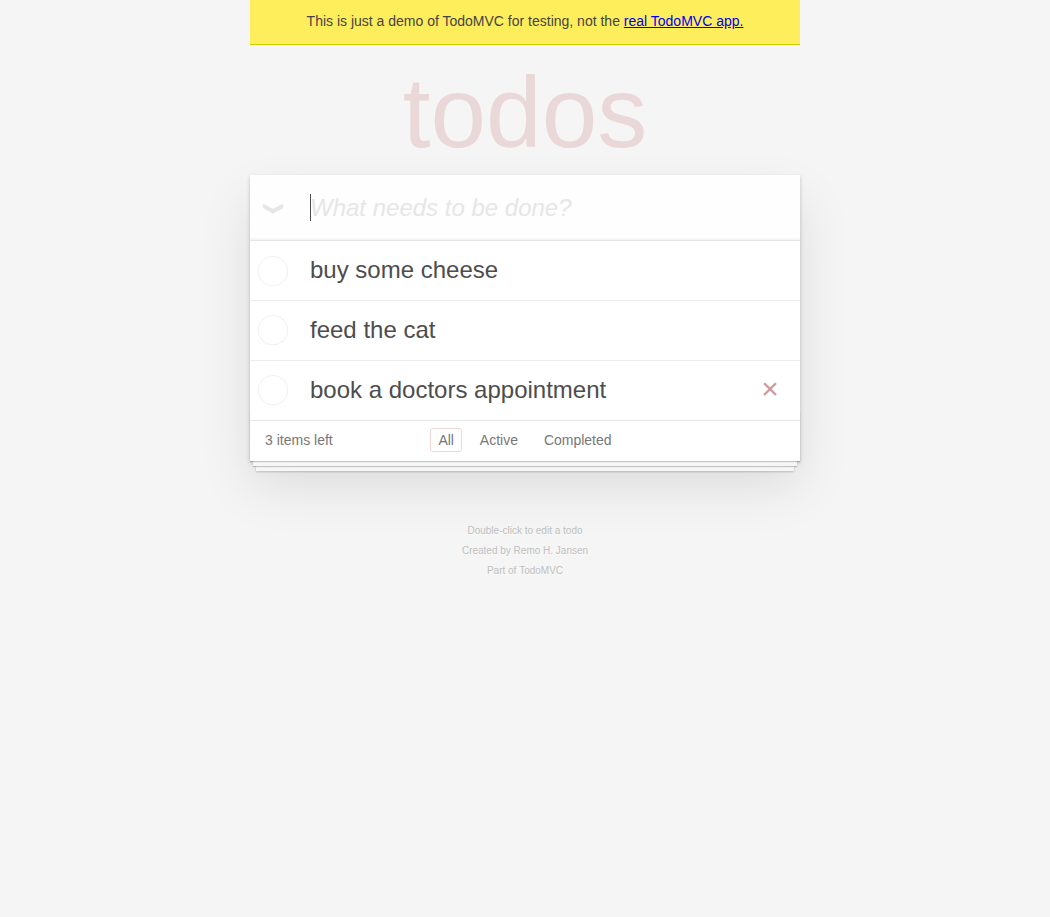 This is just a demo of TodoMVC for testing, not the real TodoMVC app.
todos
What needs to be done?
buy some cheese
feed the cat
book a doctors appointment
3 items left All Active Completed
Double-click to edit a todo
Created by Remo H. Jansen
Part of TodoMVC